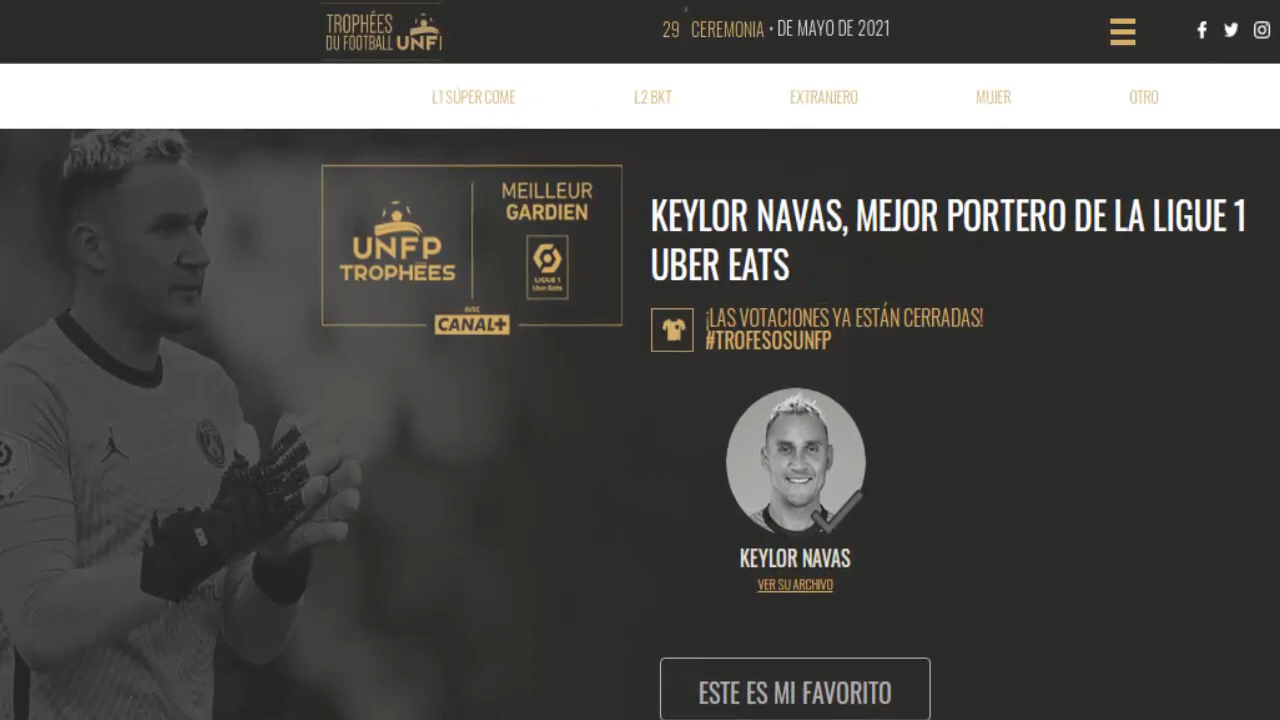 TROPHÉES
DU FOOTBALL UNF
29 CEREMONIA • DE MAYO DE 2021
L1 SÚPER COME
L2 BKT
EXTRANJERO
MUJER
OTRO
UNFP
TROPHÉES
MEILLEUR
GARDIEN
LIGUE 1
Uber Eats
AVEC
CANAL+
KEYLOR NAVAS, MEJOR PORTERO DE LA LIGUE 1
UBER EATS
¡LAS VOTACIONES YA ESTÁN CERRADAS!
#TROFESOSUNFP
KEYLOR NAVAS
VER SU ARCHIVO
ESTE ES MI FAVORITO